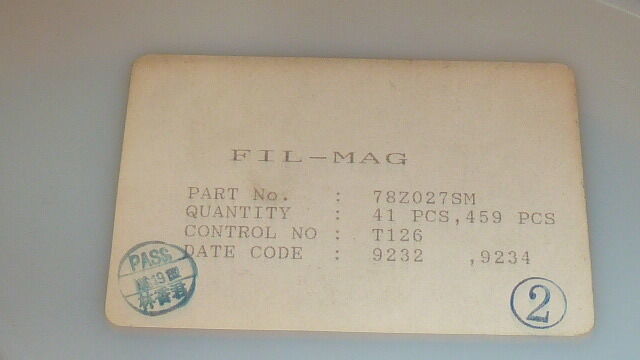 FIL-MAG
PART No. : 78Z027SM
QUANTITY : 41 PCS,459 PCS
CONTROL NO : T126
DATE CODE : 9232 ,9234
PASS
19
2